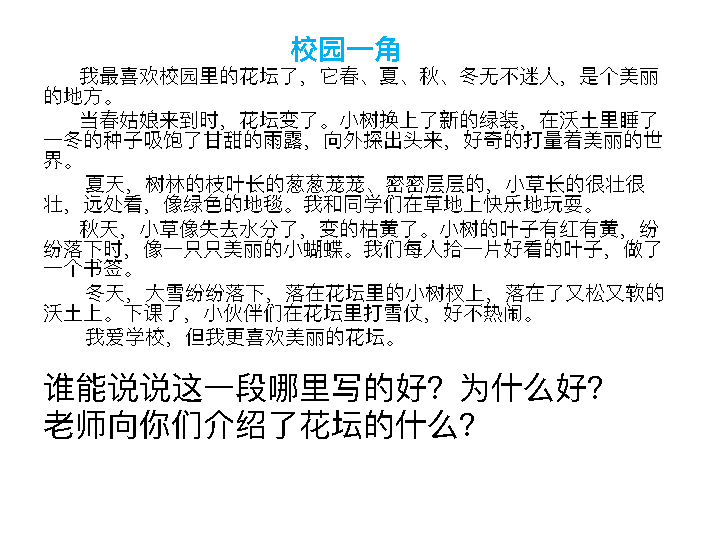 校园一角
我最喜欢校园里的花坛了，它春、夏、秋、冬无不迷人，是个美丽
的地方。
当春姑娘来到时，花坛变了。小树换上了新的绿装，在沃土里睡了
一冬的种子吸饱了甘甜的雨露，向外探出头来，好奇的打量着美丽的世
界。
夏天，树林的枝叶长的葱葱茏茏、密密层层的，小草长的很壮很
壮，远处看，像绿色的地毯。我和同学们在草地上快乐地玩耍。
秋天，小草像失去水分了，变的枯黄了。小树的叶子有红有黄，纷
纷落下时，像一只只美丽的小蝴蝶。我们每人拾一片好看的叶子，做了
一个书签。
冬天，大雪纷纷落下，落在花坛里的小树杈上，落在了又松又软的
沃土上。下课了，小伙伴们在花坛里打雪仗，好不热闹。
我爱学校，但我更喜欢美丽的花坛。
谁能说说这一段哪里写的好？为什么好？
老师向你们介绍了花坛的什么？